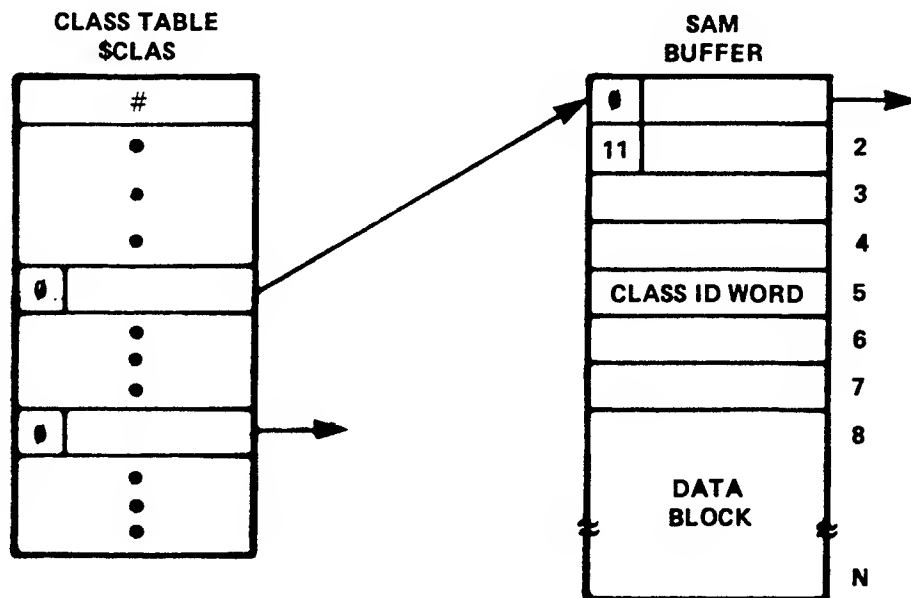 CLASS TABLE
$CLAS
#
Ø
Ø
SAM
BUFFER
Ø
11
2
3
4
CLASS ID WORD
5
6
7
8
DATA
BLOCK
N